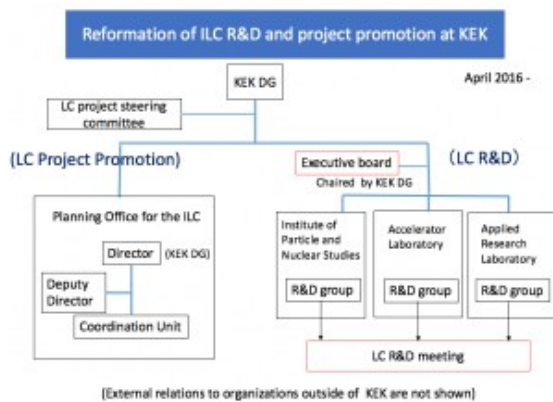 Reformation of ILC R&D and project promotion at KEK
April 2016 -
KEK DG
LC project steering
committee
(LC Project Promotion)
(LC R&D)
Executive board
Chaired by KEK DG
Planning Office for the ILC
Director
(KEK DG)
Deputy
Director
Coordination Unit
Institute of
Particle and
Nuclear Studies
R&D group
Accelerator
Laboratory
R&D group
Applied
Research
Laboratory
R&D group
LC R&D meeting
(External relations to organizations outside of KEK are not shown)